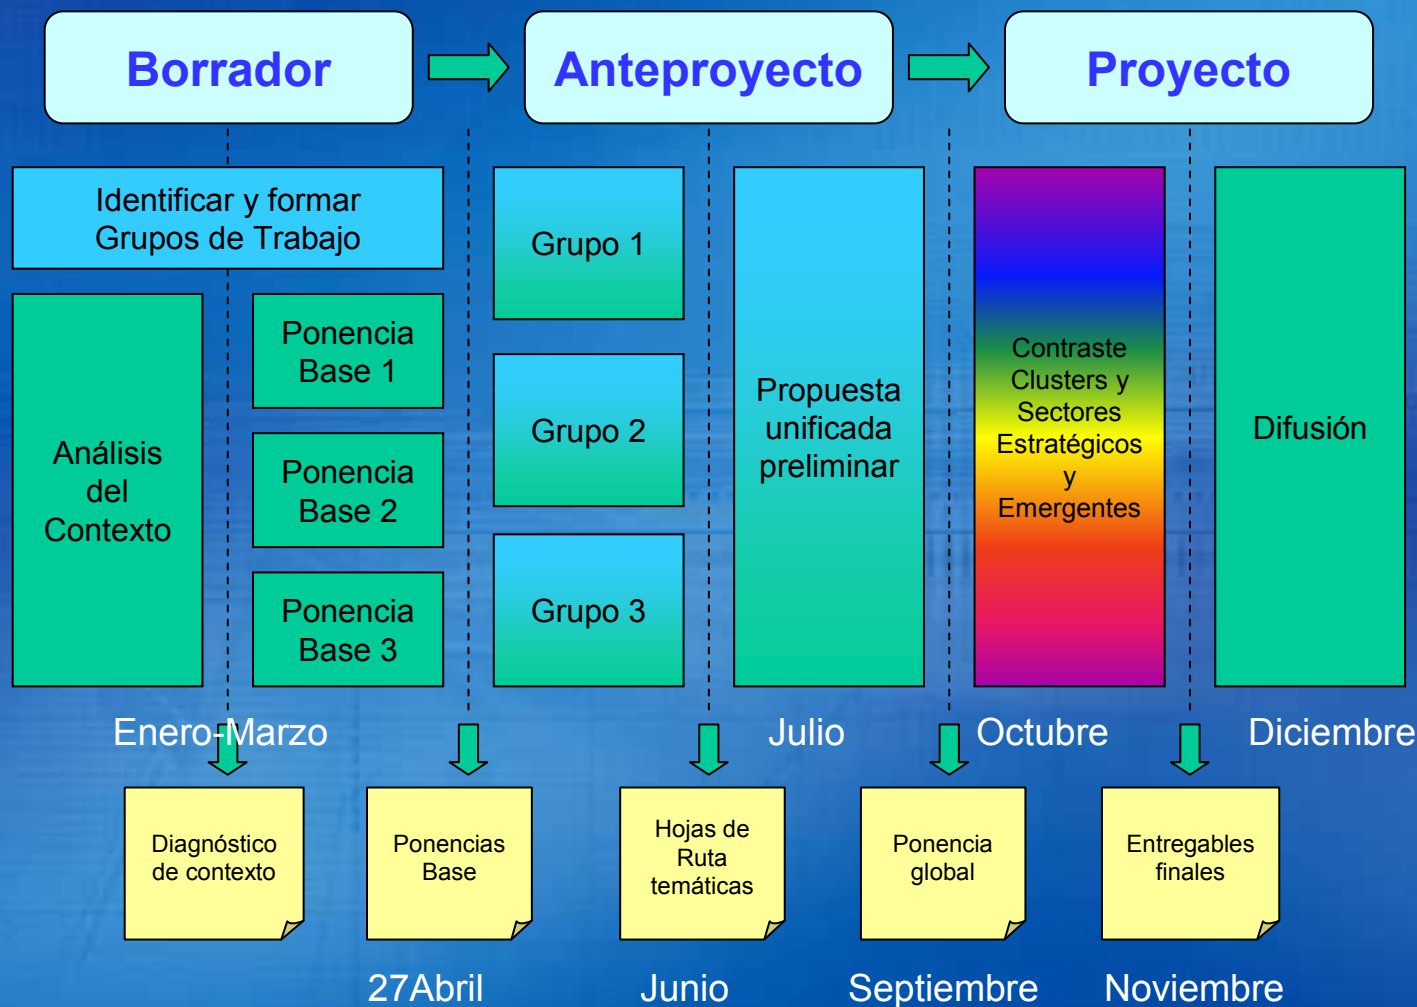 Borrador
Anteproyecto
Proyecto
Identificar y formar
Grupos de Trabajo
Análisis
del
Contexto
Ponencia
Base 1
Ponencia
Base 2
Ponencia
Base 3
Grupo 1
Grupo 2
Grupo 3
Propuesta
unificada
preliminar
Contraste
Clusters y
Sectores
Estratégicos
y
Emergentes
Difusión
Enero-Marzo
Julio
Octubre
Diciembre
Diagnóstico
de contexto
Ponencias
Base
Hojas de
Ruta
temáticas
Ponencia
global
Entregables
finales
27Abril
Junio
Septiembre
Noviembre